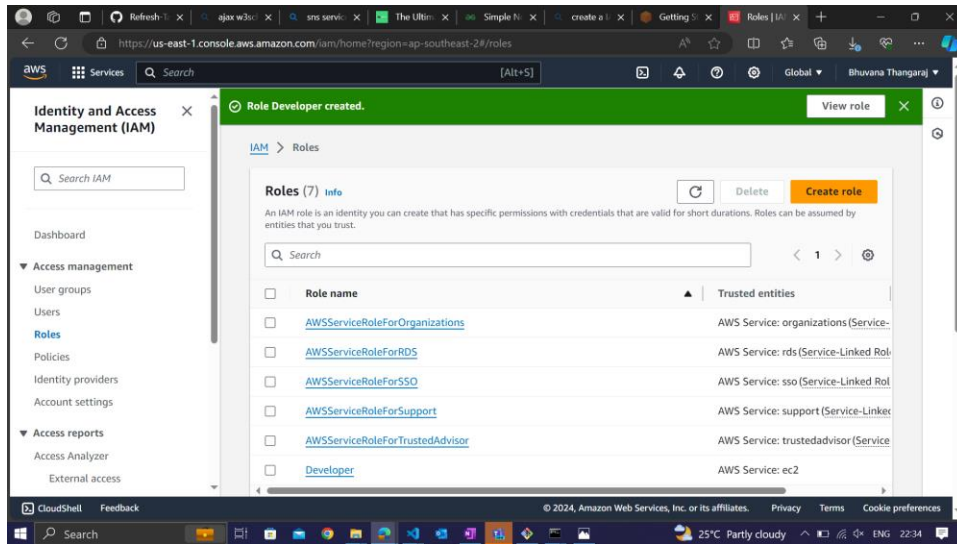 Refresh-T
ajax w3sc
sns servic
The Ultim
Simple N
create a l
Getting S
Roles | IA
https://us-east-1.console.aws.amazon.com/iam/home?region=ap-southeast-2#/roles
aws
Services
Search
[Alt+S]
Global
Bhuvana Thangaraj
Identity and Access
Management (IAM)
Search IAM
Dashboard
Access management
User groups
Users
Roles
Policies
Identity providers
Account settings
Access reports
Access Analyzer
External access
Role Developer created.
View role
IAM > Roles
Roles (7) Info
Delete
Create role
An IAM role is an identity you can create that has specific permissions with credentials that are valid for short durations. Roles can be assumed by
entities that you trust.
Search
1
Role name
Trusted entities
AWSServiceRoleForOrganizations
AWS Service: organizations (Service-
AWSServiceRoleForRDS
AWS Service: rds (Service-Linked Rol
AWSServiceRoleForSSO
AWS Service: sso (Service-Linked Rol
AWSServiceRoleForSupport
AWS Service: support (Service-Linked
AWSServiceRoleForTrustedAdvisor
AWS Service: trustedadvisor (Service
Developer
AWS Service: ec2
CloudShell
Feedback
© 2024, Amazon Web Services, Inc. or its affiliates.
Privacy
Terms
Cookie preferences
Search
25°C Partly cloudy
ENG
22:34